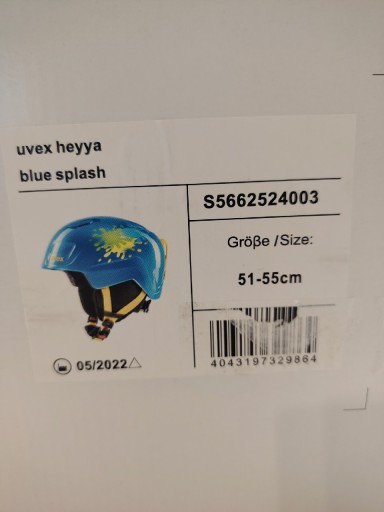 uvex heyya
blue splash
S5662524003
Größe /Size:
51-55cm
05/2022
4043197329864